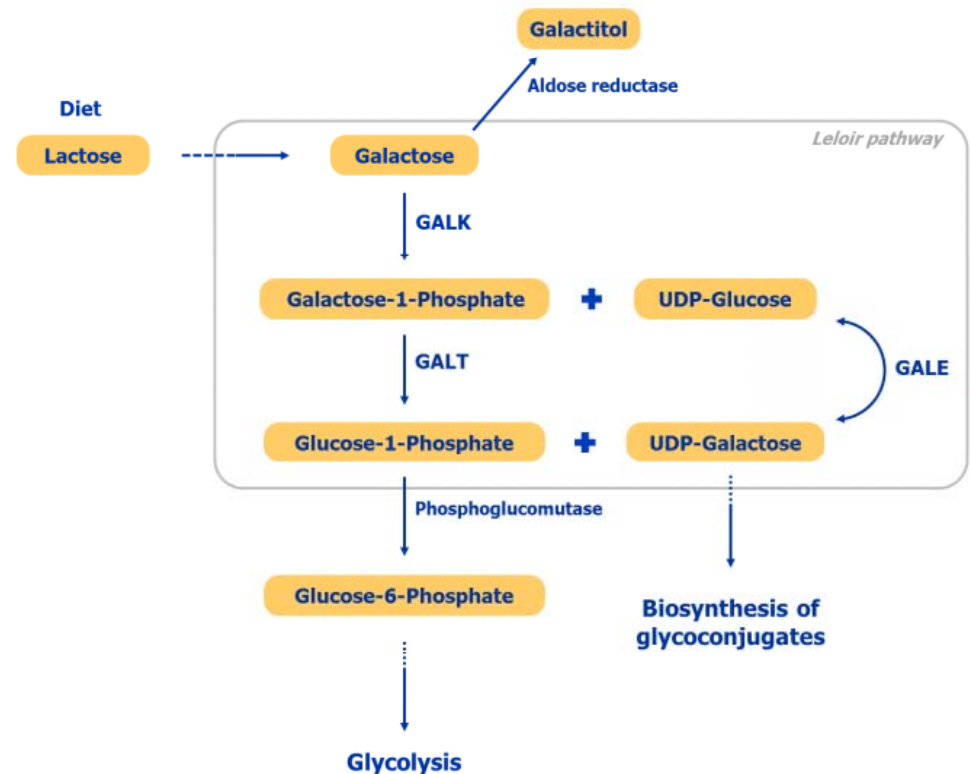 Galactitol
Aldose reductase
Diet
Leloir pathway
Lactose
Galactose
GALK
Galactose-1-Phosphate + UDP-Glucose
GALT
GALE
Glucose-1-Phosphate + UDP-Galactose
Phosphoglucomutase
Glucose-6-Phosphate
Biosynthesis of
glycoconjugates
Glycolysis